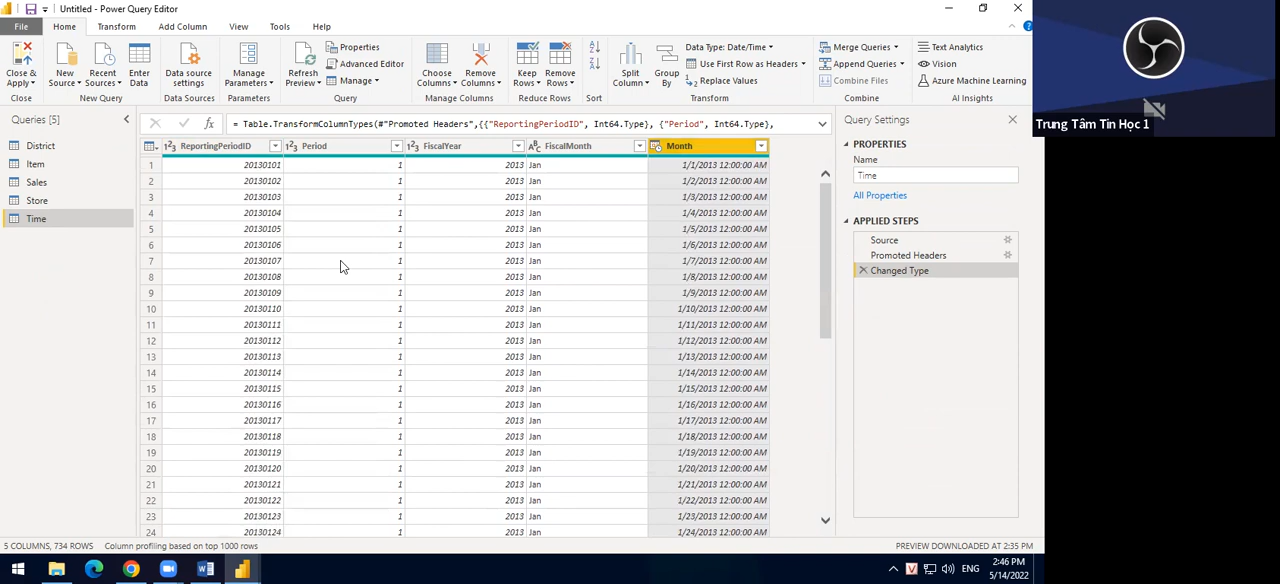 Untitled - Power Query Editor
File Home Transform Add Column View Tools Help
Close & Apply
New Source
Recent Sources
Enter Data
Data source settings
Manage Parameters
Refresh Preview
Properties
Advanced Editor
Manage
Choose Columns
Remove Columns
Keep Rows
Remove Rows
Split Column
Group By
Data Type: Date/Time
Use First Row as Headers
Replace Values
Merge Queries
Append Queries
Combine Files
Text Analytics
Vision
Azure Machine Learning
Close New Query Data Sources Parameters Query Manage Columns Reduce Rows Sort Transform Combine AI Insights
Trung Tâm Tin Học 1
Queries [5]
District
Item
Sales
Store
Time
= Table.TransformColumnTypes(#"Promoted Headers",{{"ReportingPeriodID", Int64.Type}, {"Period", Int64.Type},
ReportingPeriodID Period FiscalYear FiscalMonth Month
1 20130101 1 2013 Jan 1/1/2013 12:00:00 AM
2 20130102 1 2013 Jan 1/2/2013 12:00:00 AM
3 20130103 1 2013 Jan 1/3/2013 12:00:00 AM
4 20130104 1 2013 Jan 1/4/2013 12:00:00 AM
5 20130105 1 2013 Jan 1/5/2013 12:00:00 AM
6 20130106 1 2013 Jan 1/6/2013 12:00:00 AM
7 20130107 1 2013 Jan 1/7/2013 12:00:00 AM
8 20130108 1 2013 Jan 1/8/2013 12:00:00 AM
9 20130109 1 2013 Jan 1/9/2013 12:00:00 AM
10 20130110 1 2013 Jan 1/10/2013 12:00:00 AM
11 20130111 1 2013 Jan 1/11/2013 12:00:00 AM
12 20130112 1 2013 Jan 1/12/2013 12:00:00 AM
13 20130113 1 2013 Jan 1/13/2013 12:00:00 AM
14 20130114 1 2013 Jan 1/14/2013 12:00:00 AM
15 20130115 1 2013 Jan 1/15/2013 12:00:00 AM
16 20130116 1 2013 Jan 1/16/2013 12:00:00 AM
17 20130117 1 2013 Jan 1/17/2013 12:00:00 AM
18 20130118 1 2013 Jan 1/18/2013 12:00:00 AM
19 20130119 1 2013 Jan 1/19/2013 12:00:00 AM
20 20130120 1 2013 Jan 1/20/2013 12:00:00 AM
21 20130121 1 2013 Jan 1/21/2013 12:00:00 AM
22 20130122 1 2013 Jan 1/22/2013 12:00:00 AM
23 20130123 1 2013 Jan 1/23/2013 12:00:00 AM
24 20130124 1 2013 Jan 1/24/2013 12:00:00 AM
Query Settings
PROPERTIES
Name
Time
All Properties
APPLIED STEPS
Source
Promoted Headers
Changed Type
5 COLUMNS, 734 ROWS Column profiling based on top 1000 rows PREVIEW DOWNLOADED AT 2:35 PM
ENG
2:46 PM
5/14/2022